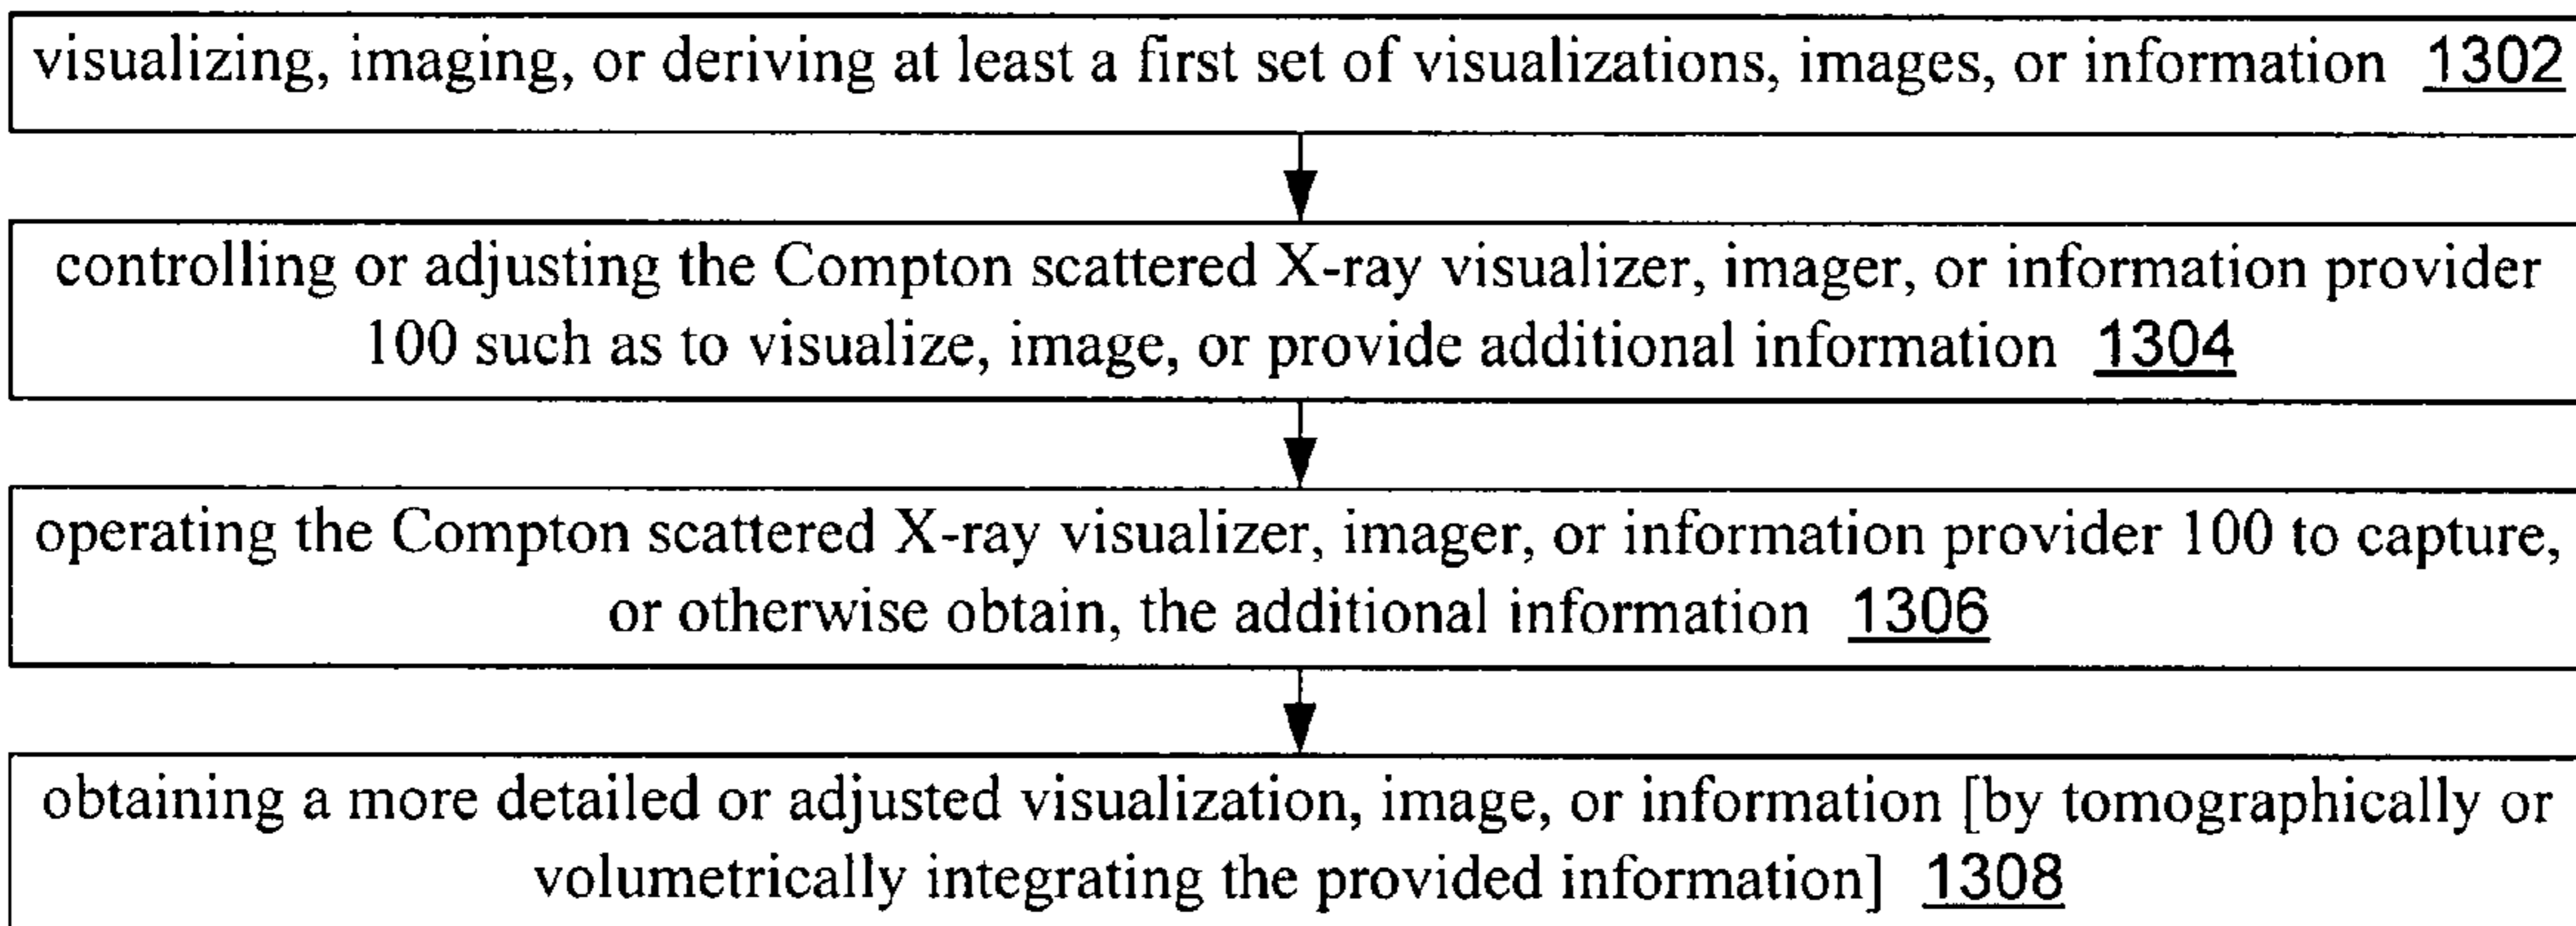 visualizing, imaging, or deriving at least a first set of visualizations, images, or information 1302
controlling or adjusting the Compton scattered X-ray visualizer, imager, or information provider
100 such as to visualize, image, or provide additional information 1304
operating the Compton scattered X-ray visualizer, imager, or information provider 100 to capture,
or otherwise obtain, the additional information 1306
obtaining a more detailed or adjusted visualization, image, or information [by tomographically or
volumetrically integrating the provided information] 1308